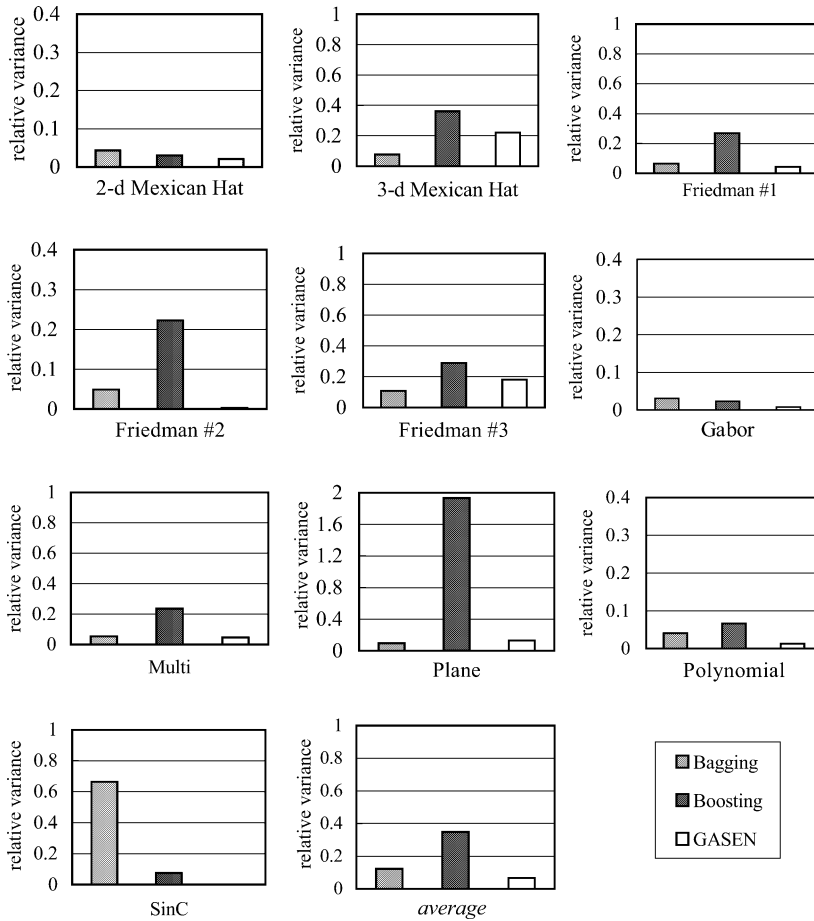 relative variance
0.4
0.3
0.2
0.1
0
2-d Mexican Hat
relative variance
1
0.8
0.6
0.4
0.2
0
3-d Mexican Hat
relative variance
1
0.8
0.6
0.4
0.2
0
Friedman #1
relative variance
0.4
0.3
0.2
0.1
0
Friedman #2
relative variance
1
0.8
0.6
0.4
0.2
0
Friedman #3
relative variance
0.4
0.3
0.2
0.1
0
Gabor
relative variance
1
0.8
0.6
0.4
0.2
0
Multi
relative variance
2
1.6
1.2
0.8
0.4
0
Plane
relative variance
0.4
0.3
0.2
0.1
0
Polynomial
relative variance
1
0.8
0.6
0.4
0.2
0
SinC
relative variance
1
0.8
0.6
0.4
0.2
0
average
Bagging
Boosting
GASEN